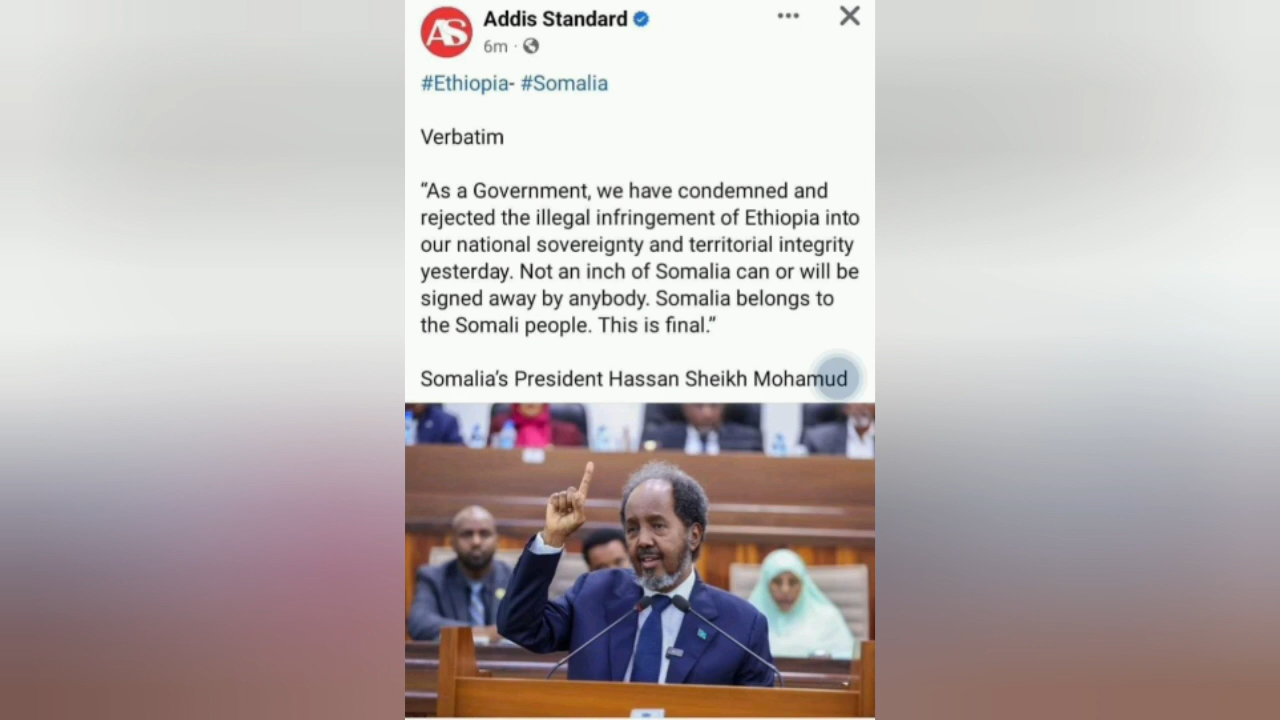 AS
Addis Standard
6m ·
#Ethiopia- #Somalia
Verbatim
“As a Government, we have condemned and
rejected the illegal infringement of Ethiopia into
our national sovereignty and territorial integrity
yesterday. Not an inch of Somalia can or will be
signed away by anybody. Somalia belongs to
the Somali people. This is final.”
Somalia’s President Hassan Sheikh Mohamud